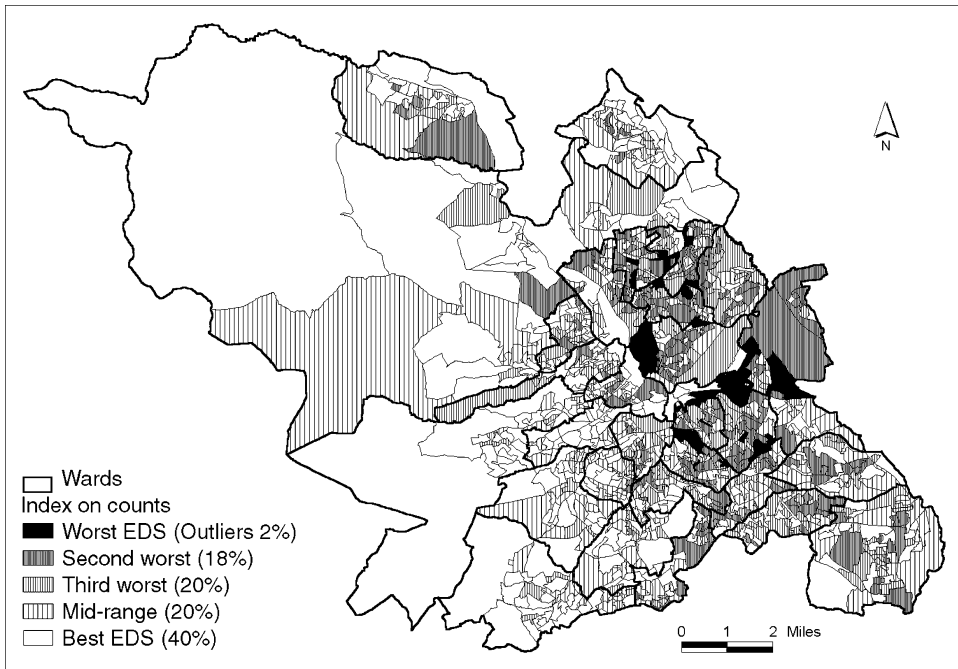 N
Wards
Index on counts
Worst EDS (Outliers 2%)
Second worst (18%)
Third worst (20%)
Mid-range (20%)
Best EDS (40%)
0 1 2 Miles